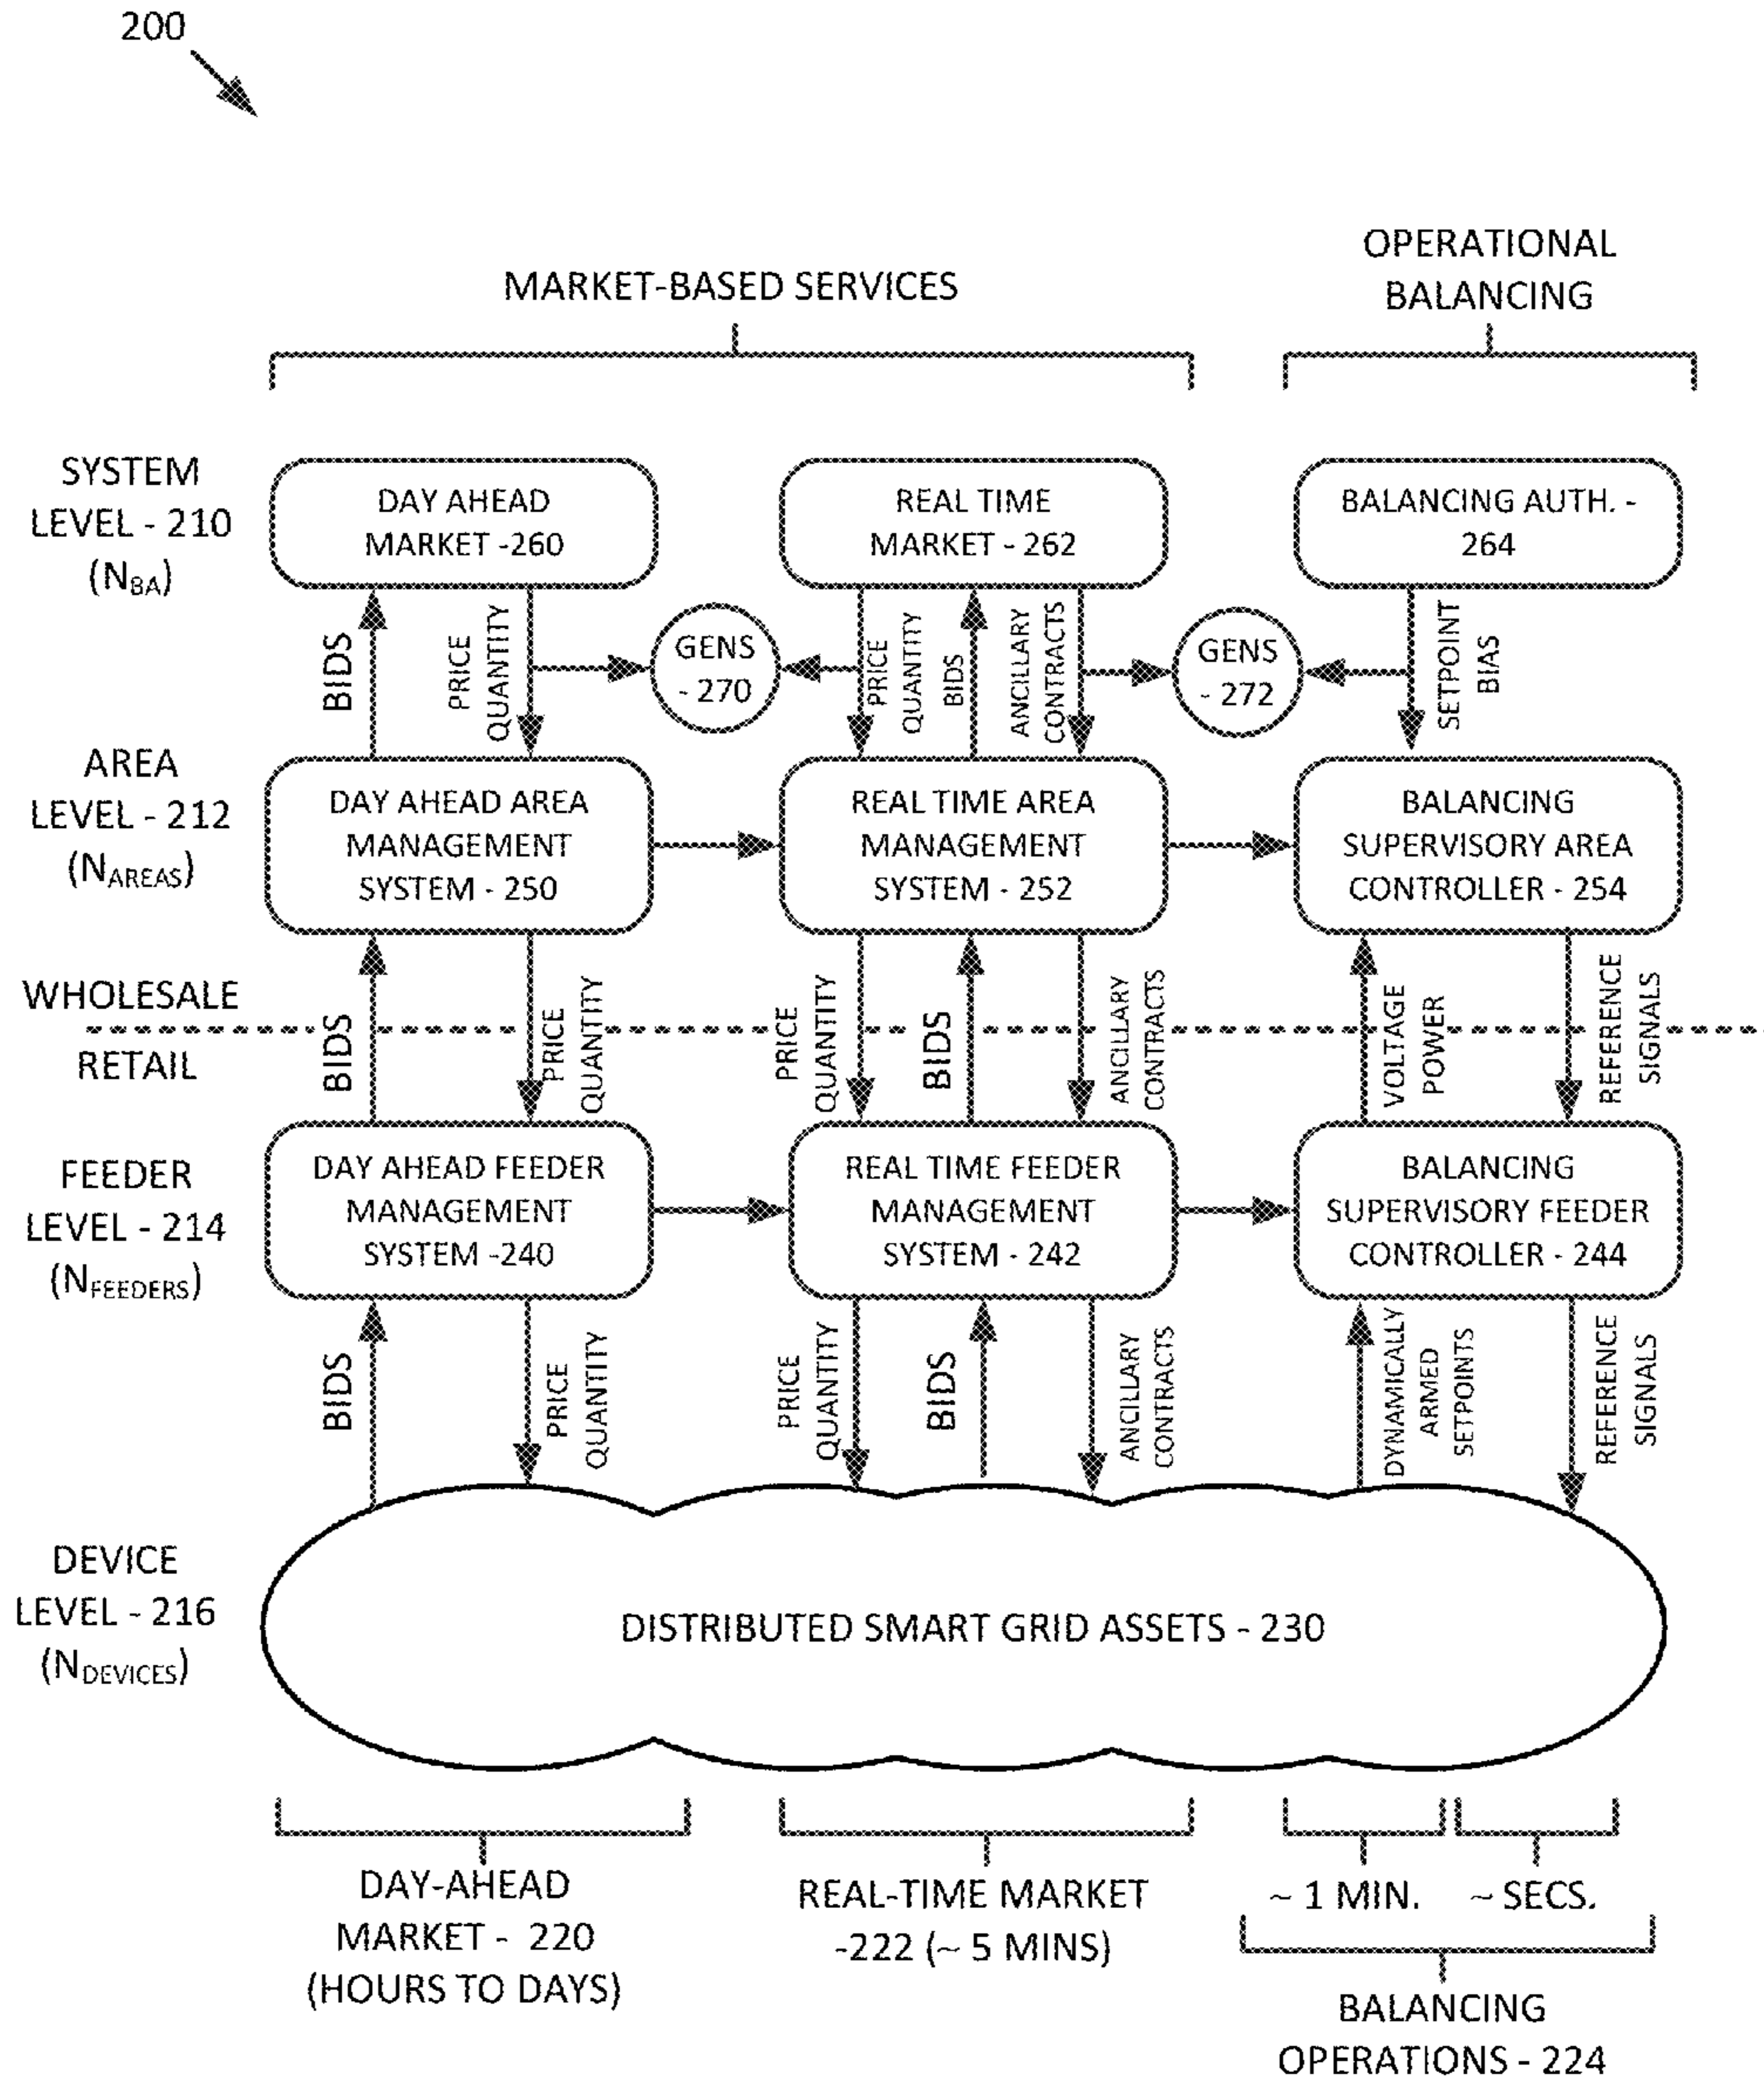 200
MARKET-BASED SERVICES
OPERATIONAL
BALANCING
SYSTEM
LEVEL - 210
(NBA)
DAY AHEAD
MARKET -260
REAL TIME
MARKET - 262
BALANCING AUTH. -
264
BIDS
PRICE
QUANTITY
GENS
- 270
PRICE
QUANTITY
BIDS
ANCILLARY
CONTRACTS
GENS
- 272
SETPOINT
BIAS
AREA
LEVEL - 212
(NAREAS)
DAY AHEAD AREA
MANAGEMENT
SYSTEM - 250
REAL TIME AREA
MANAGEMENT
SYSTEM - 252
BALANCING
SUPERVISORY AREA
CONTROLLER - 254
WHOLESALE
RETAIL
BIDS
PRICE
QUANTITY
PRICE
QUANTITY
BIDS
ANCILLARY
CONTRACTS
VOLTAGE
POWER
REFERENCE
SIGNALS
FEEDER
LEVEL - 214
(NFEEDERS)
DAY AHEAD FEEDER
MANAGEMENT
SYSTEM -240
REAL TIME FEEDER
MANAGEMENT
SYSTEM - 242
BALANCING
SUPERVISORY FEEDER
CONTROLLER - 244
BIDS
PRICE
QUANTITY
PRICE
QUANTITY
BIDS
ANCILLARY
CONTRACTS
DYNAMICALLY
ARMED
SETPOINTS
REFERENCE
SIGNALS
DEVICE
LEVEL - 216
(NDEVICES)
DISTRIBUTED SMART GRID ASSETS - 230
DAY-AHEAD
MARKET - 220
(HOURS TO DAYS)
REAL-TIME MARKET
-222 (~ 5 MINS)
~ 1 MIN.
~ SECS.
BALANCING
OPERATIONS - 224